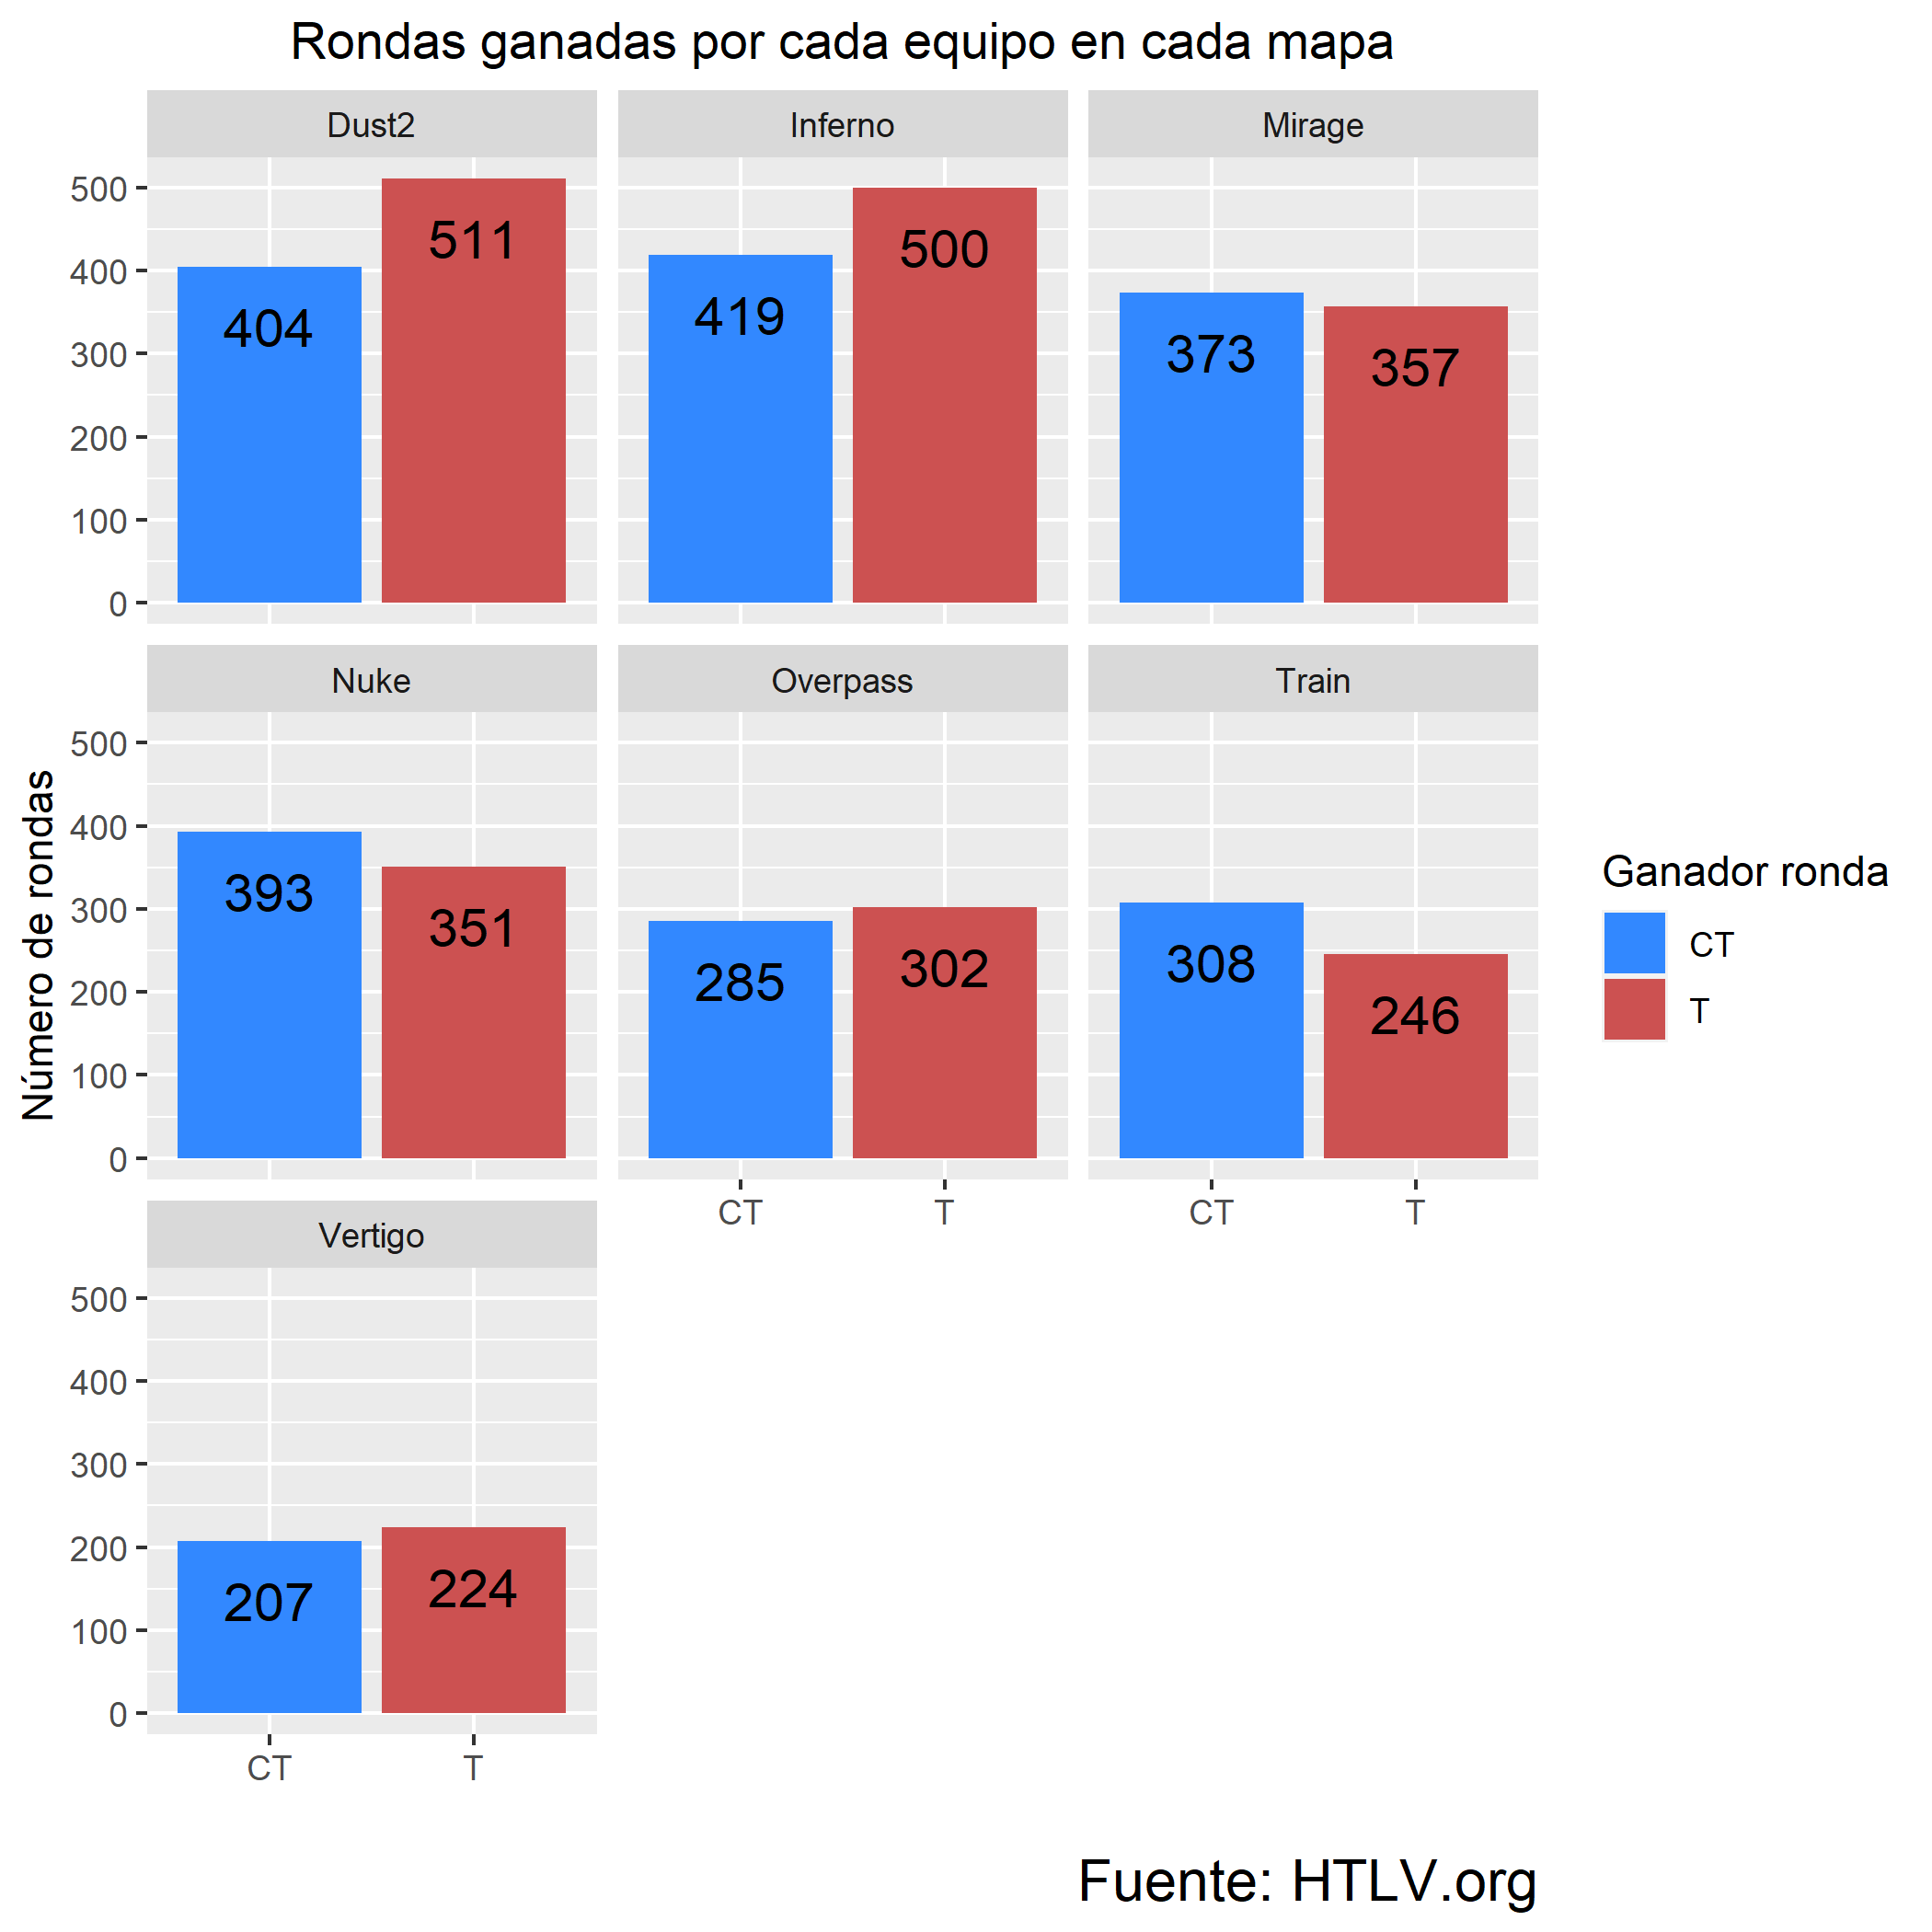 Rondas ganadas por cada equipo en cada mapa
Dust2
Inferno
Mirage
500
400
300
200
100
0
404
511
419
500
373
357
Nuke
Overpass
Train
Número de rondas
500
400
300
200
100
0
393
351
285
302
308
246
CT
T
CT
T
Ganador ronda
CT
T
Vertigo
500
400
300
200
100
0
207
224
CT
T
Fuente: HTLV.org